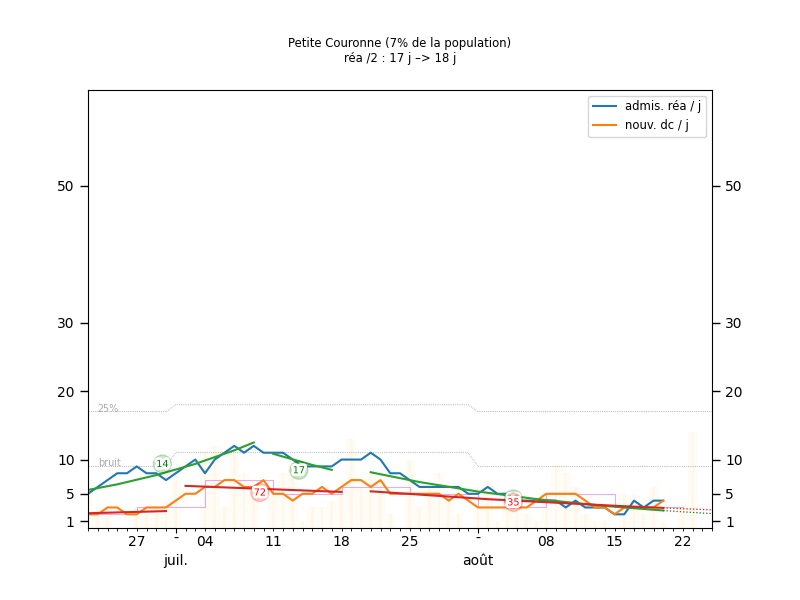 Petite Couronne (7% de la population)
réa /2 : 17 j –> 18 j
admis. réa / j
nouv. dc / j
50 50
30 30
20 20
25%
10 10
bruit
14
17
72
35
5 5
1 1
27 - 04 11 18 25 - 08 15 22
juil. août